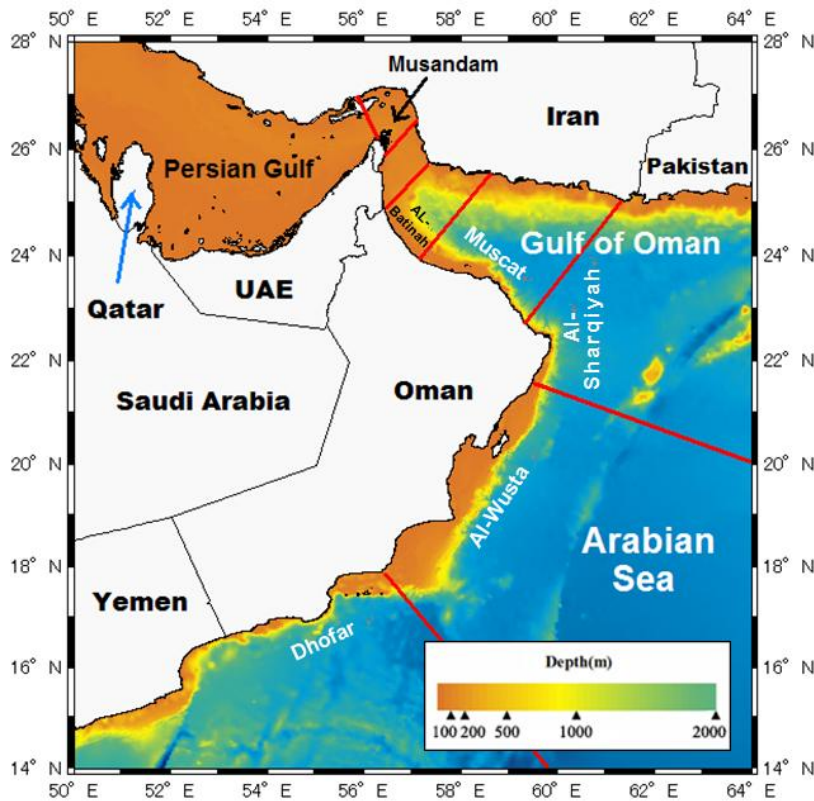 50° E 52° E 54° E 56° E 58° E 60° E 62° E 64° E
28° N 28° N
Musandam
Iran
26° N 26° N
Pakistan
Persian Gulf
AL-
Batinah
Muscat
Gulf of Oman
24° N 24° N
UAE
Qatar
Al-
Sharqiyah
22° N 22° N
Saudi Arabia
Oman
20° N 20° N
Al-Wusta
Arabian
Sea
18° N 18° N
Yemen
Dhofar
16° N 16° N
Depth(m)
100 200 500 1000 2000
14° N 14° N
50° E 52° E 54° E 56° E 58° E 60° E 62° E 64° E